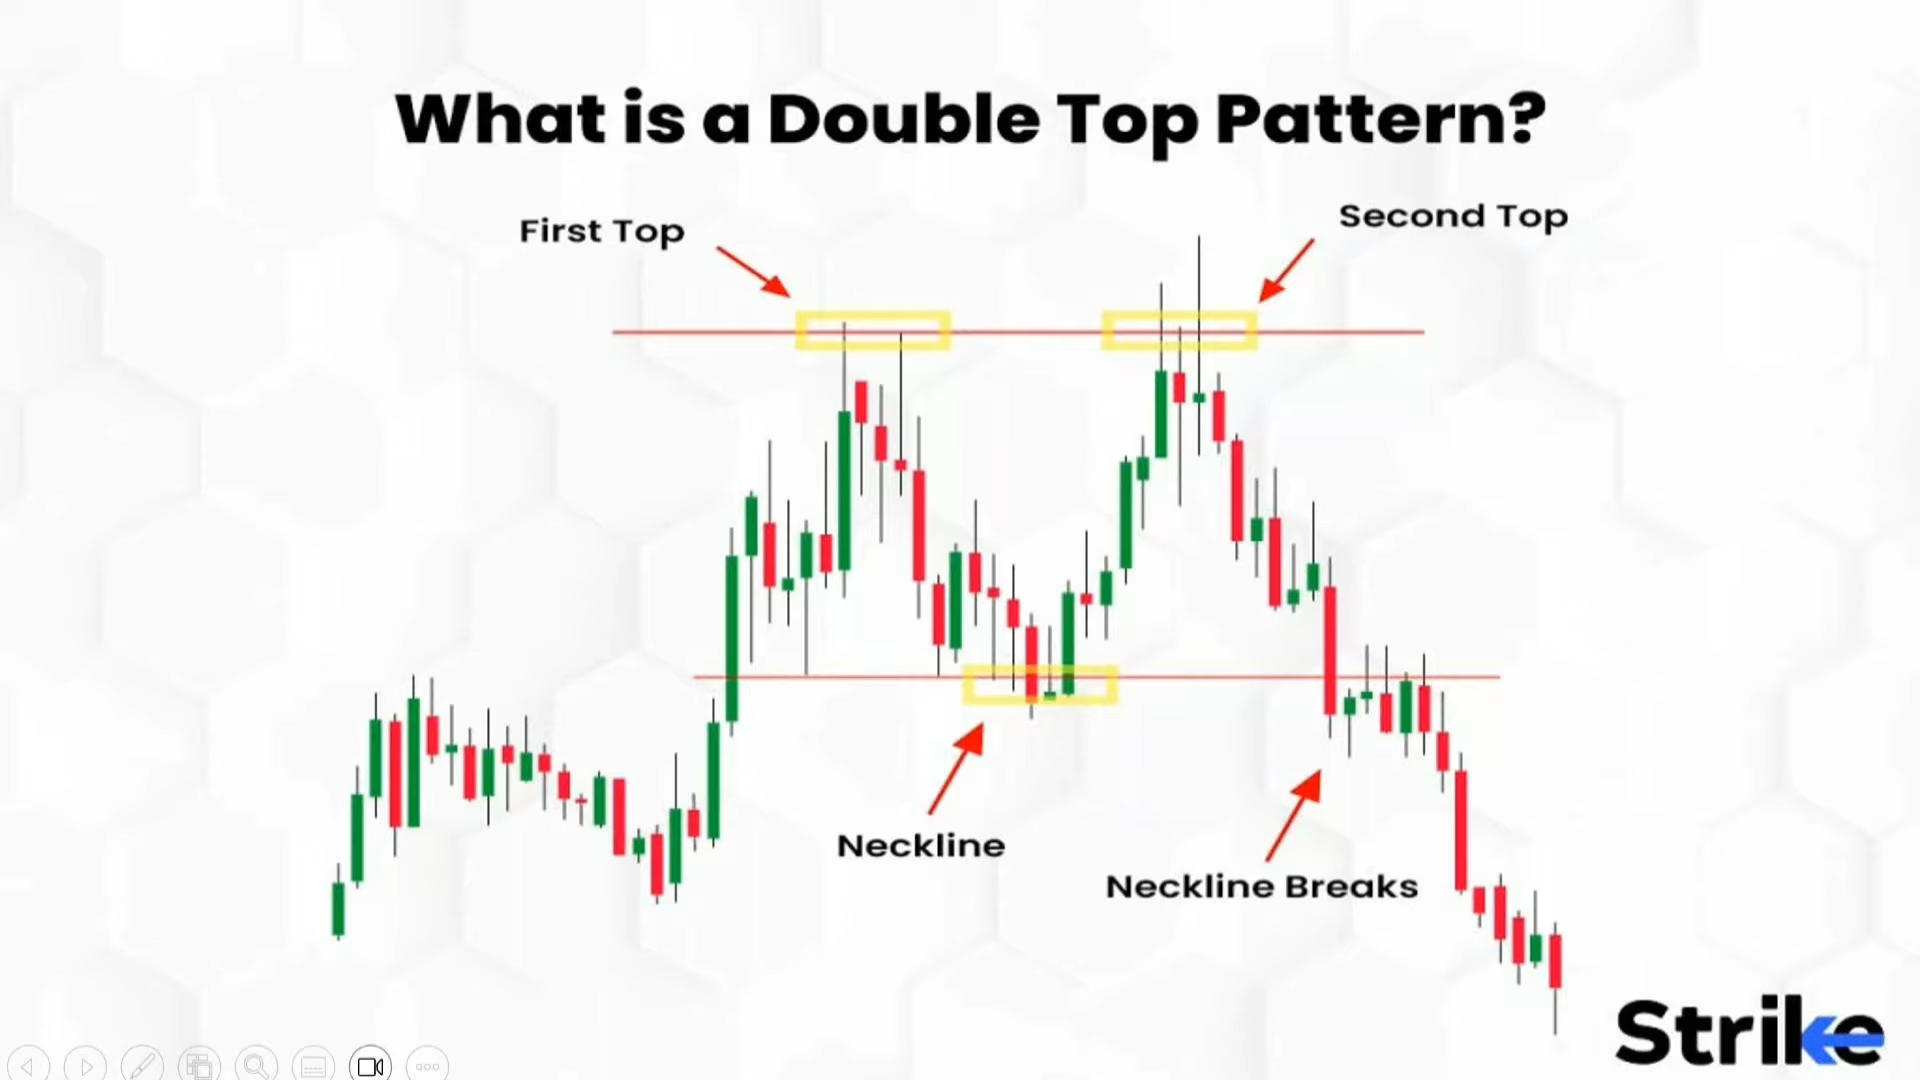 What is a Double Top Pattern?
First Top
Second Top
Neckline
Neckline Breaks
Strike